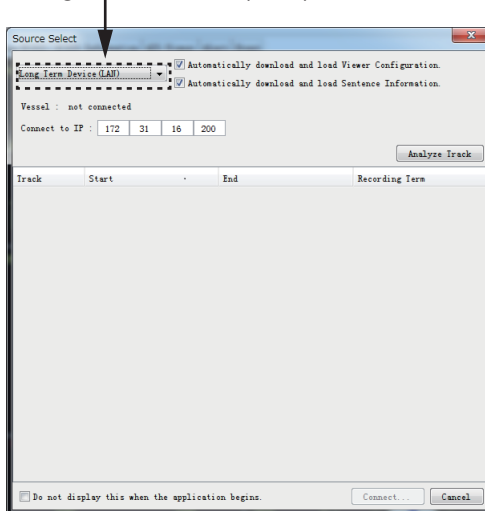 Source Select
Long Term Device(LAN)
Automatically download and load Viewer Configuration.
Automatically download and load Sentence Information.
Vessel : not connected
Connect to IP : 172 31 16 200
Analyze Track
Track Start End Recording Term
Do not display this when the application begins.
Connect... Cancel